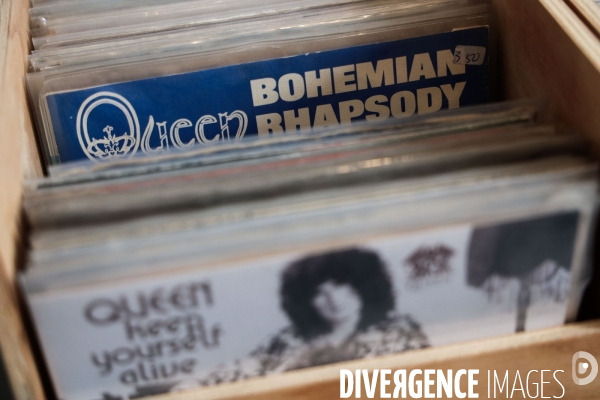 Queen
BOHEMIAN
RHAPSODY
QUEEN
keep
yourself
alive
DIVERGENCE IMAGES